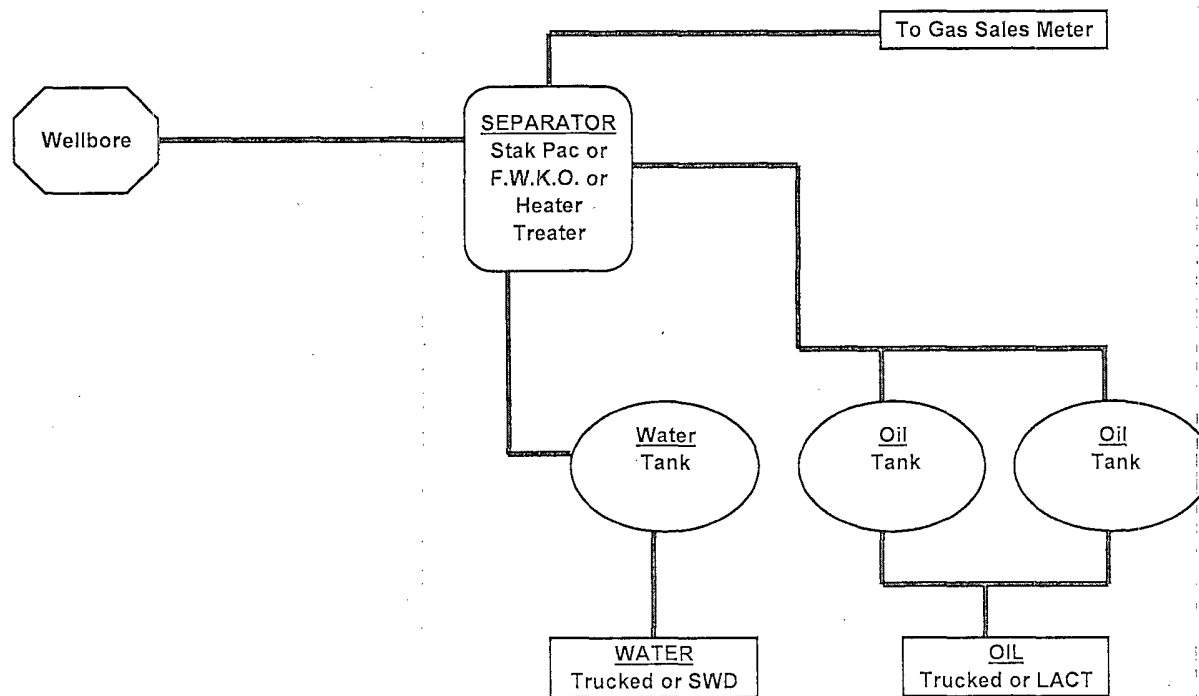 To Gas Sales Meter
Wellbore
SEPARATOR
Stak Pac or
F.W.K.O. or
Heater
Treater
Water
Tank
Oil
Tank
Oil
Tank
WATER
Trucked or SWD
OIL
Trucked or LACT